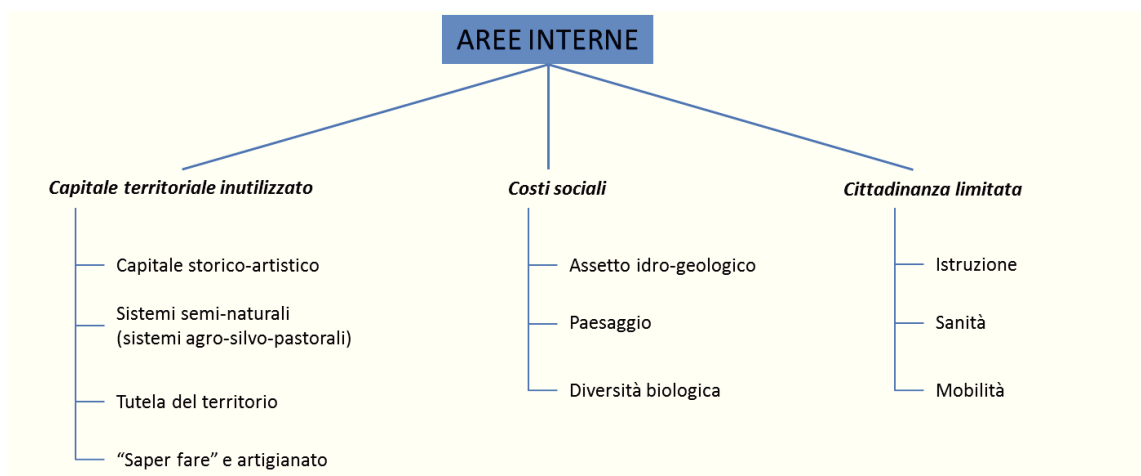 AREE INTERNE
Capitale territoriale inutilizzato
Capitale storico-artistico
Sistemi semi-naturali
(sistemi agro-silvo-pastorali)
Tutela del territorio
“Saper fare” e artigianato
Costi sociali
Assetto idro-geologico
Paesaggio
Diversità biologica
Cittadinanza limitata
Istruzione
Sanità
Mobilità